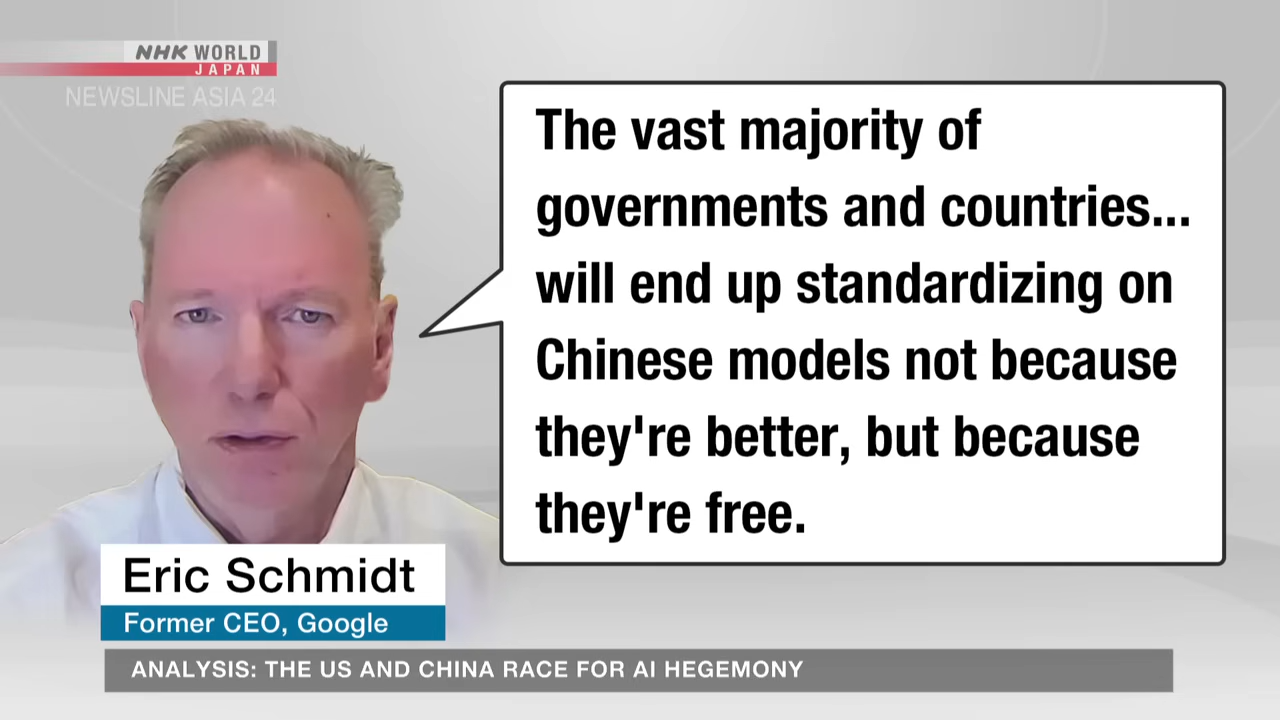 NHK WORLD
JAPAN
NEWSLINE ASIA 24
The vast majority of
governments and countries...
will end up standardizing on
Chinese models not because
they're better, but because
they're free.
Eric Schmidt
Former CEO, Google
ANALYSIS: THE US AND CHINA RACE FOR AI HEGEMONY